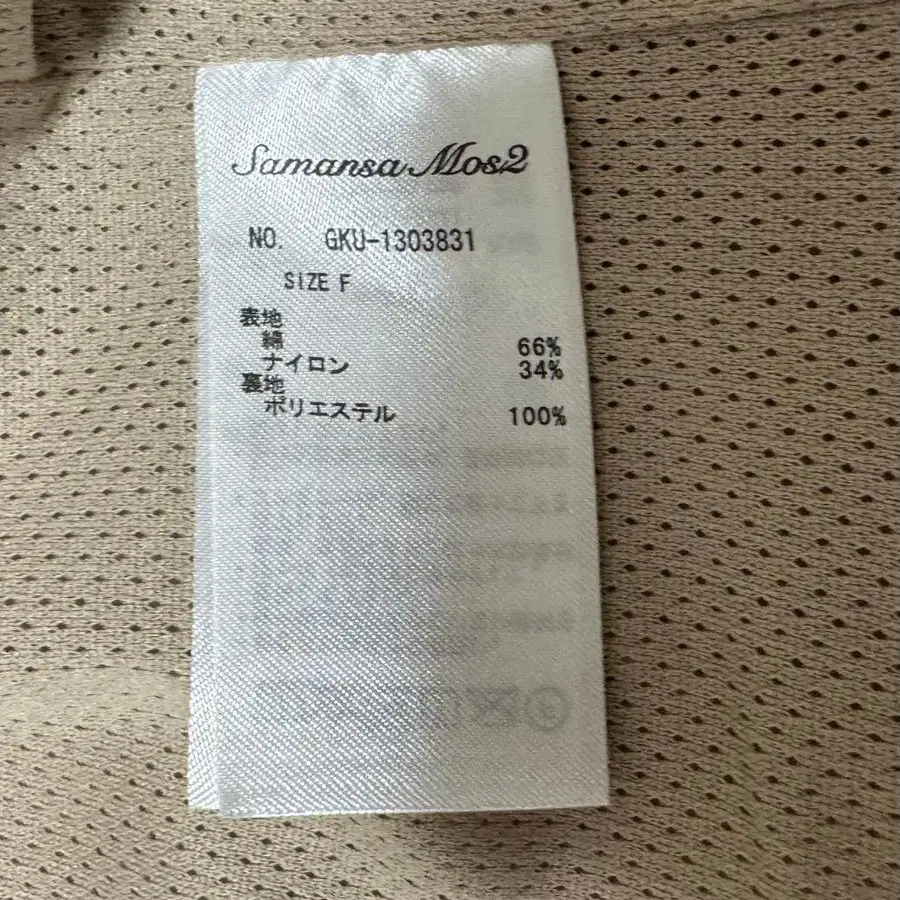 Samansa Mos2
NO. GKU-1303831
SIZE F
表地
綿 66%
ナイロン 34%
裏地
ポリエステル 100%